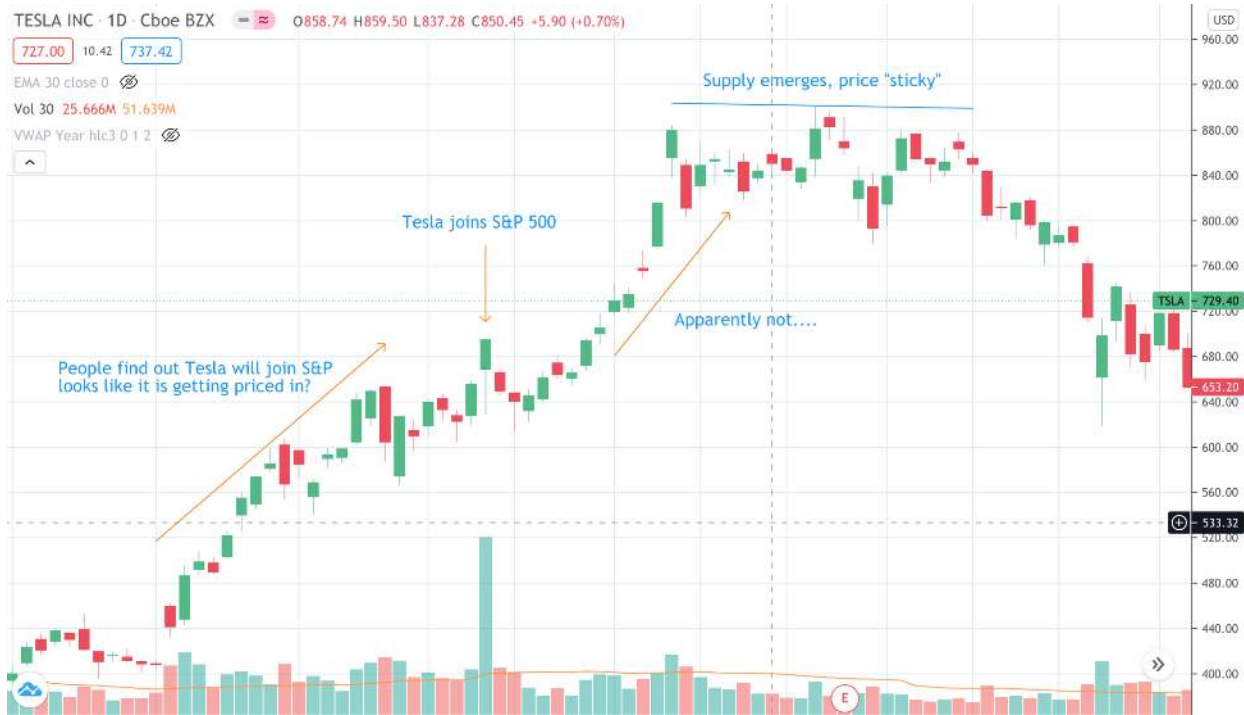 TESLA INC · 1D · Cboe BZX O858.74 H859.50 L837.28 C850.45 +5.90 (+0.70%)
USD
727.00 10.42 737.42
EMA 30 close 0
Vol 30 25.666M 51.639M
VWAP Year hlc3 0 1 2
Supply emerges, price "sticky"
Tesla joins S&P 500
Apparently not....
People find out Tesla will join S&P
looks like it is getting priced in?
960.00
920.00
880.00
840.00
800.00
760.00
TSLA 729.40
720.00
680.00
653.20
640.00
600.00
560.00
533.32
520.00
480.00
440.00
400.00
E